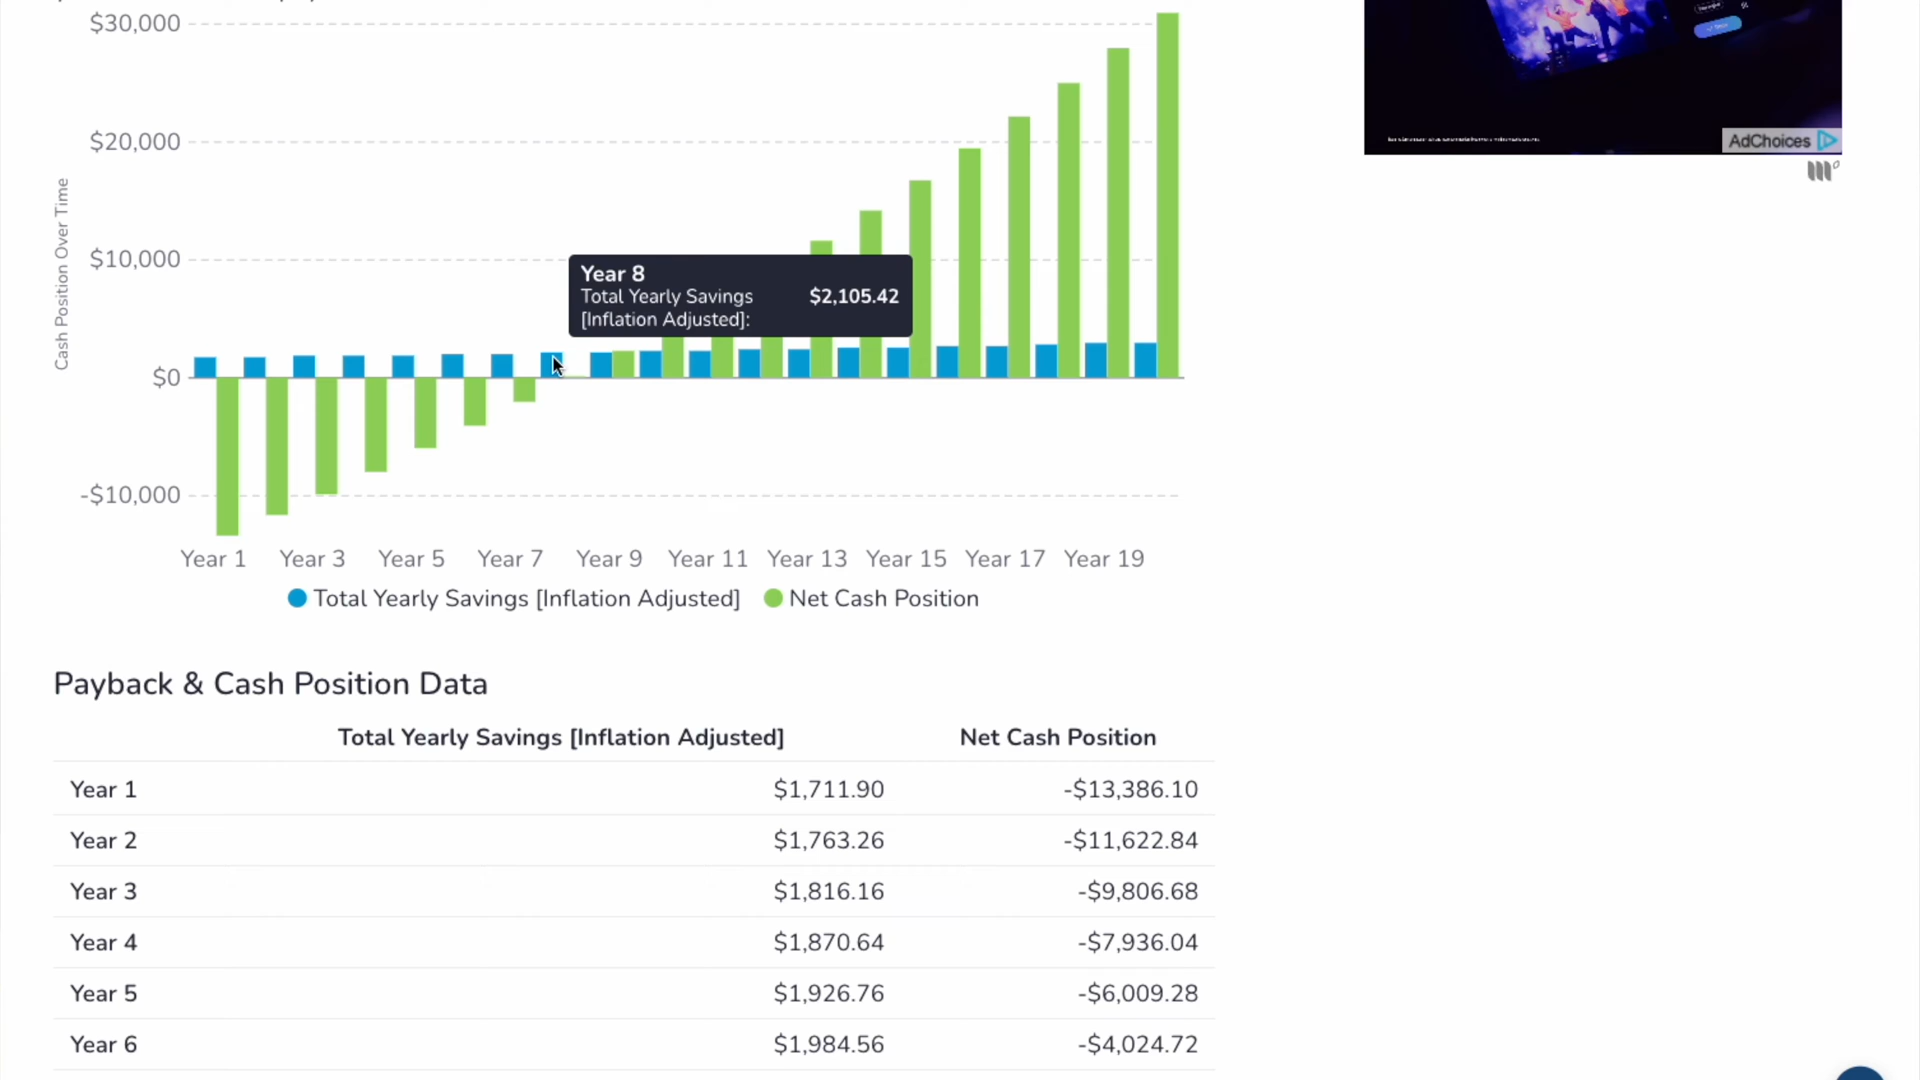 $30,000
AdChoices
$20,000
$10,000
$0
-$10,000
Cash Position Over Time
Year 8
Total Yearly Savings $2,105.42
[Inflation Adjusted]:
Year 1 Year 3 Year 5 Year 7 Year 9 Year 11 Year 13 Year 15 Year 17 Year 19
Total Yearly Savings [Inflation Adjusted] Net Cash Position
Payback & Cash Position Data
Total Yearly Savings [Inflation Adjusted] Net Cash Position
Year 1 $1,711.90 -$13,386.10
Year 2 $1,763.26 -$11,622.84
Year 3 $1,816.16 -$9,806.68
Year 4 $1,870.64 -$7,936.04
Year 5 $1,926.76 -$6,009.28
Year 6 $1,984.56 -$4,024.72